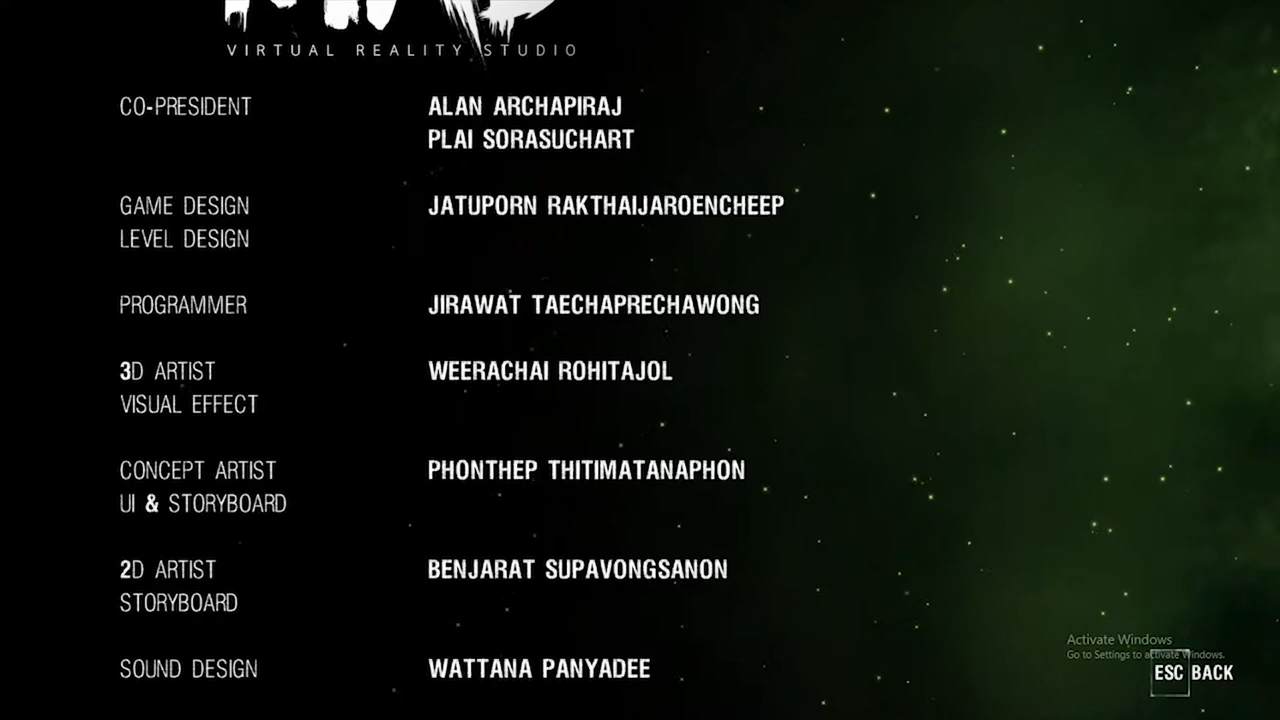 VIRTUAL REALITY STUDIO
CO-PRESIDENT ALAN ARCHAPIRAJ
PLAI SORASUCHART
GAME DESIGN JATUPORN RAKTHAIJAROENCHEEP
LEVEL DESIGN
PROGRAMMER JIRAWAT TAECHAPRECHAWONG
3D ARTIST WEERACHAI ROHITAJOL
VISUAL EFFECT
CONCEPT ARTIST PHONTHEP THITIMATANAPHON
UI & STORYBOARD
2D ARTIST BENJARAT SUPAVONGSANON
STORYBOARD
SOUND DESIGN WATTANA PANYADEE
Activate Windows
Go to Settings to activate Windows.
ESC BACK